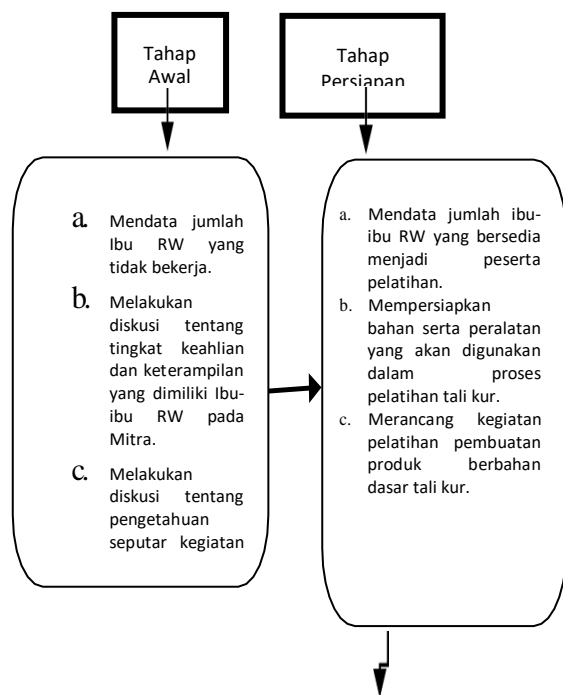 Tahap
Awal
Tahap
Persiapan
a. Mendata jumlah
Ibu RW yang
tidak bekerja.
b. Melakukan
diskusi tentang
tingkat keahlian
dan keterampilan
yang dimiliki Ibu-
ibu RW pada
Mitra.
c. Melakukan
diskusi tentang
pengetahuan
seputar kegiatan
a. Mendata jumlah ibu-
ibu RW yang bersedia
menjadi peserta
pelatihan.
b. Mempersiapkan
bahan serta peralatan
yang akan digunakan
dalam proses
pelatihan tali kur.
c. Merancang kegiatan
pelatihan pembuatan
produk berbahan
dasar tali kur.